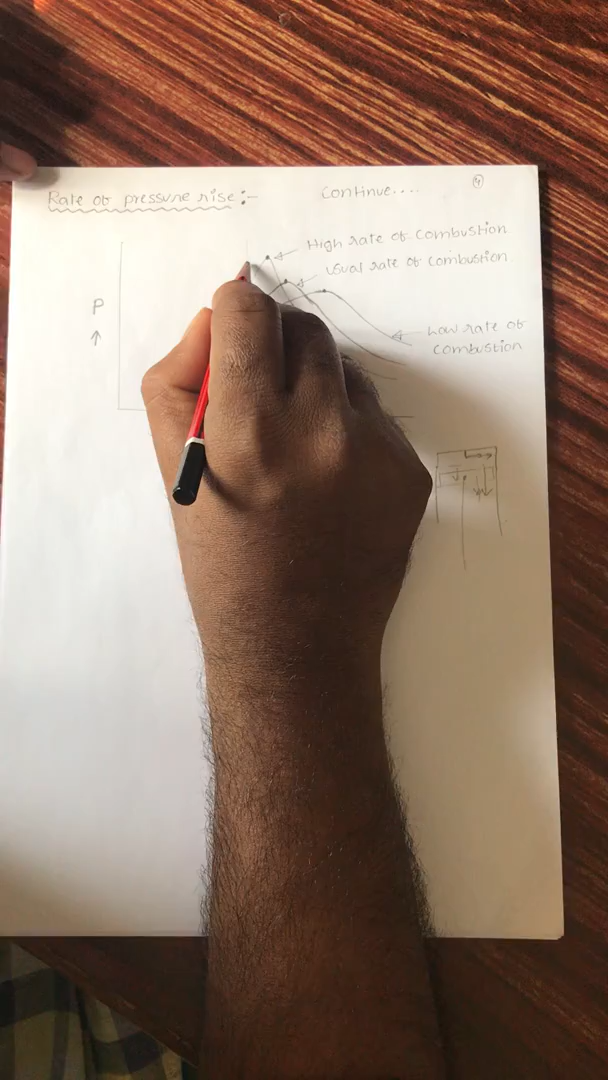 Rate of pressure rise :-
Continue....
4
High rate of combustion
usual rate of combustion
P
Low rate of
combustion